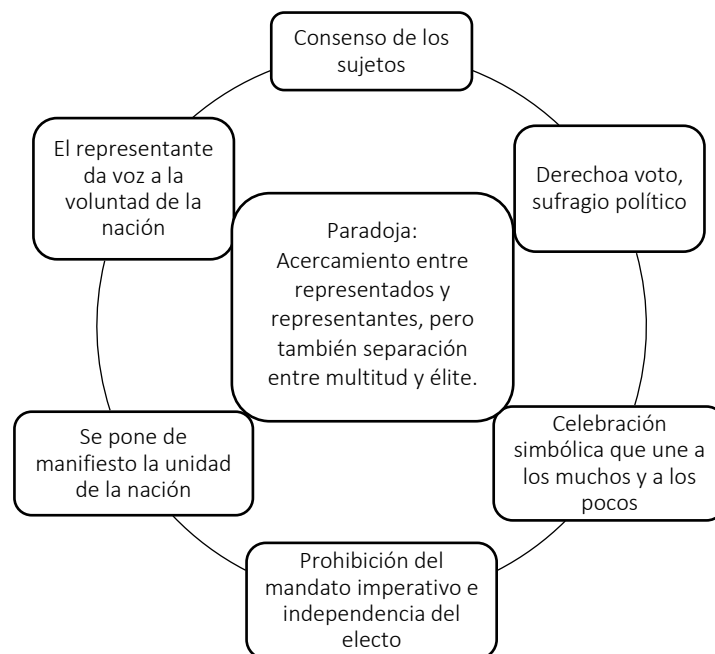 Consenso de los
sujetos
El representante
da voz a la
voluntad de la
nación
Derechoa voto,
sufragio político
Paradoja:
Acercamiento entre
representados y
representantes, pero
también separación
entre multitud y élite.
Se pone de
manifiesto la unidad
de la nación
Celebración
simbólica que une a
los muchos y a los
pocos
Prohibición del
mandato imperativo e
independencia del
electo